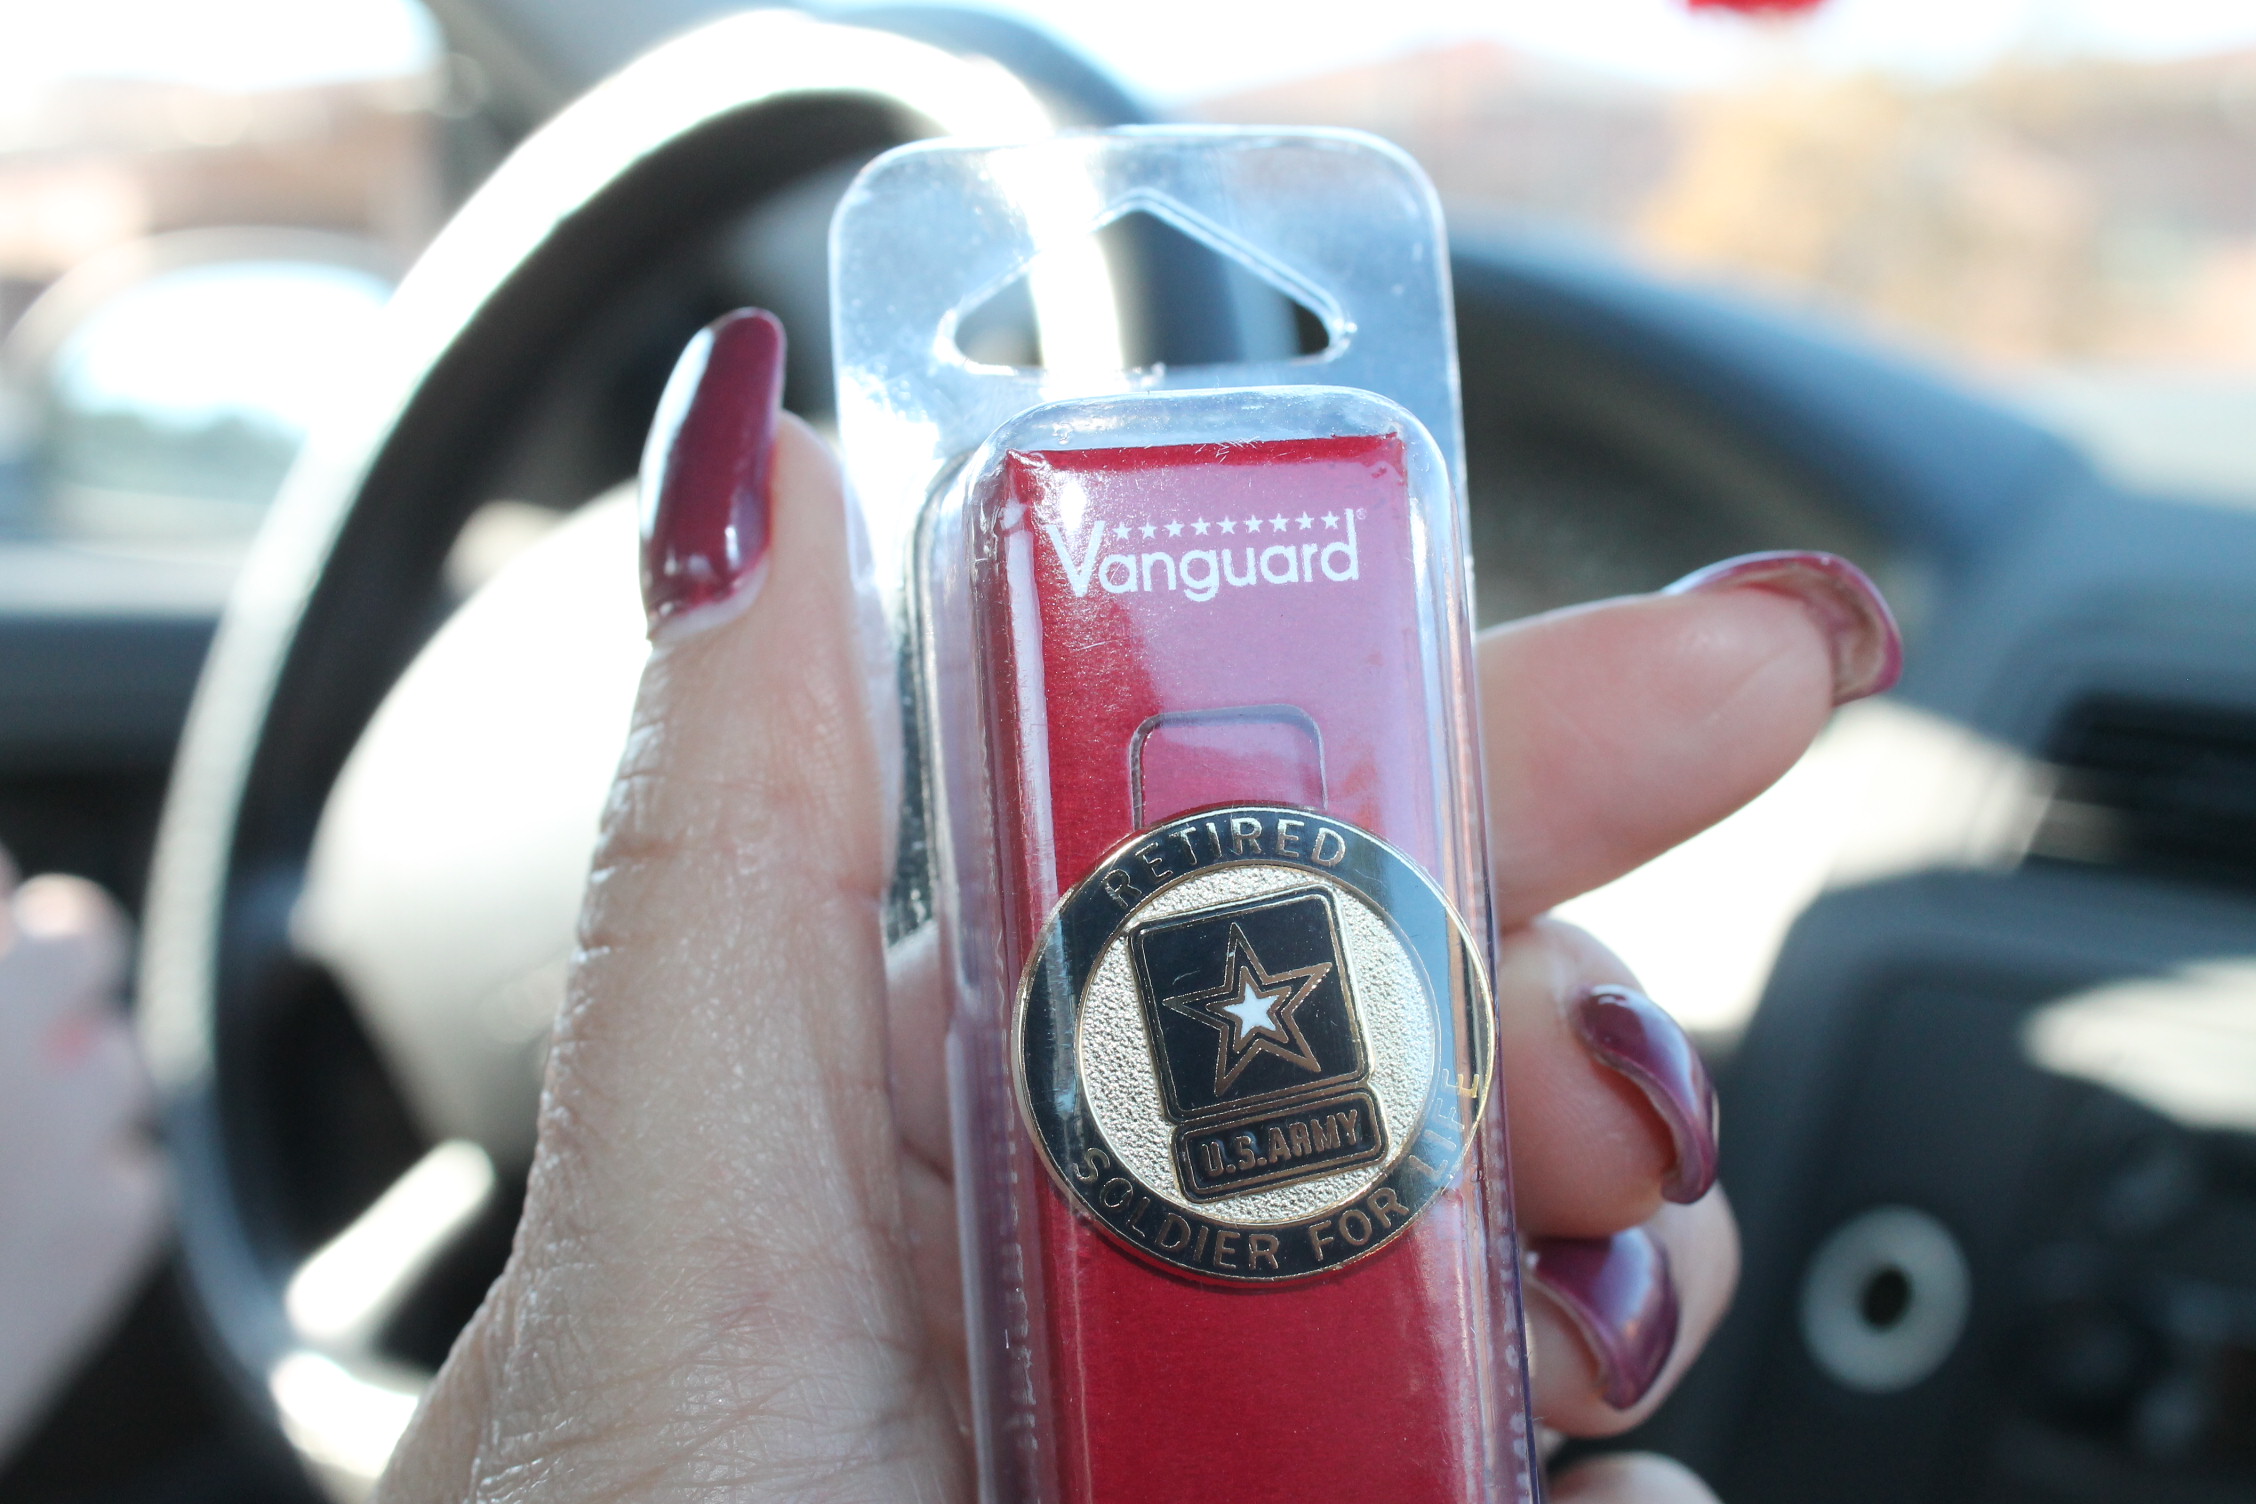 Vanguard
RETIRED
U.S.ARMY
SOLDIER FOR LIFE